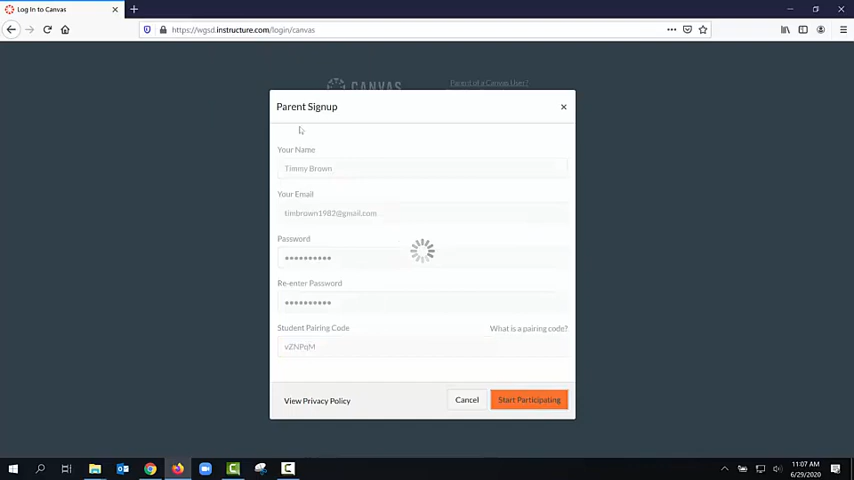 Log In to Canvas
https://wgsd.instructure.com/login/canvas
CANVAS
Parent of a Canvas User?
Parent Signup
Your Name
Timmy Brown
Your Email
timbrown1982@gmail.com
Password
••••••••••
Re-enter Password
••••••••••
Student Pairing Code
What is a pairing code?
vZNPqM
View Privacy Policy
Cancel
Start Participating
11:07 AM
6/29/2020